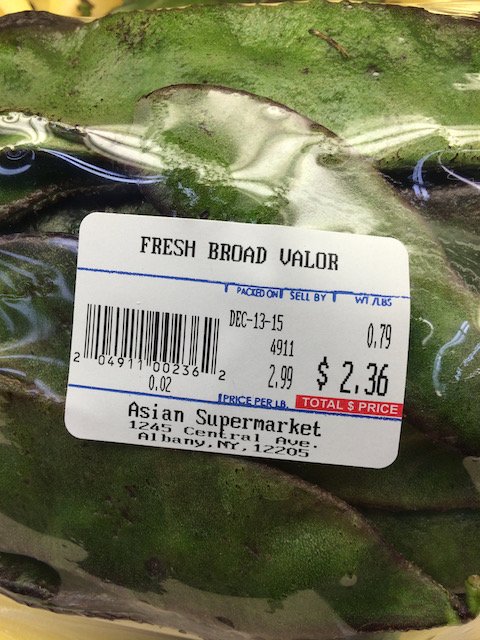 FRESH BROAD VALOR
PACKED ON SELL BY WT/LBS
DEC-13-15 0.79
4911
2.99 $ 2.36
2 04911 00236 2
0.02
PRICE PER LB. TOTAL $ PRICE
Asian Supermarket
1245 Central Ave.
Albany, NY, 12205